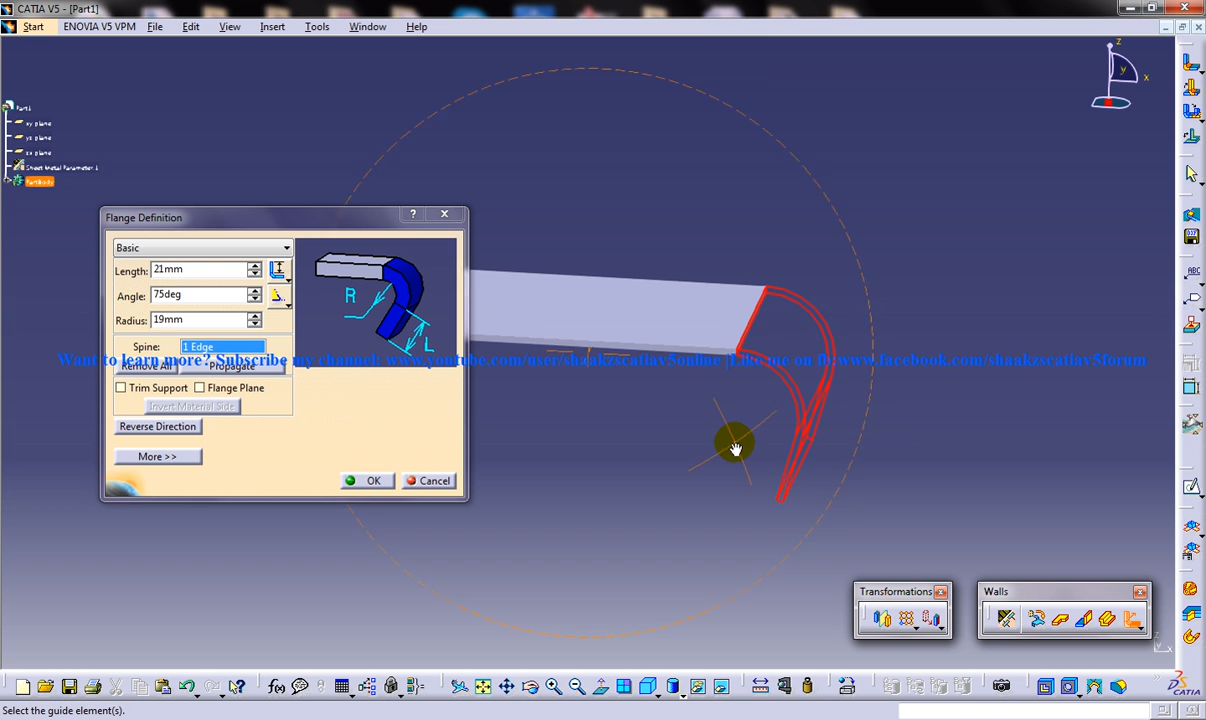 CATIA V5 - [Part1]
Start ENOVIA V5 VPM File Edit Insert Tools Window Help
Part1
xy plane
yz plane
zx plane
Sheet Metal Parameter 1
PartBody
z
y
x
Flange Definition
?
Basic
Length: 21mm
Angle: 75deg
Radius: 19mm
R
L
Spine: 1 Edge
Want to learn more? Subscribe my channel: www.youtube.com/user/shaakzscatiav5online |Like me on fb:www.facebook.com/shaakzscatiav5forum
Remove All Propagate
Trim Support Flange Plane
Invert Material Side
Reverse Direction
More >>
OK Cancel
Transformations
Walls
ABC
f(x)
CATIA
Select the guide element(s).